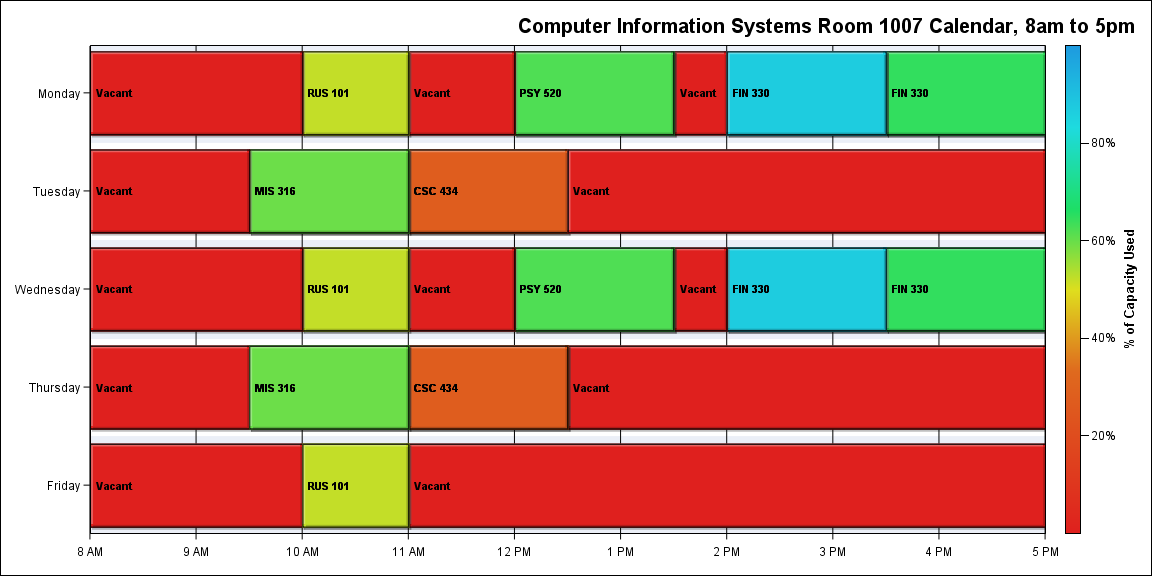 Computer Information Systems Room 1007 Calendar, 8am to 5pm
Monday Vacant RUS 101 Vacant PSY 520 Vacant FIN 330 FIN 330
Tuesday Vacant MIS 316 CSC 434 Vacant
Wednesday Vacant RUS 101 Vacant PSY 520 Vacant FIN 330 FIN 330
Thursday Vacant MIS 316 CSC 434 Vacant
Friday Vacant RUS 101 Vacant
8 AM 9 AM 10 AM 11 AM 12 PM 1 PM 2 PM 3 PM 4 PM 5 PM
80%
60%
40%
20%
% of Capacity Used